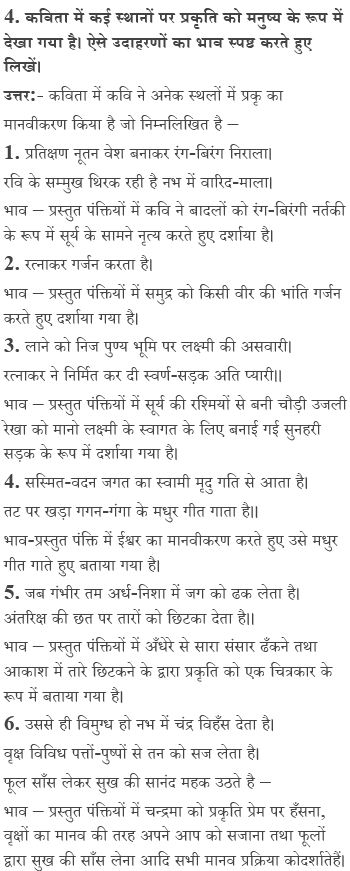 4. कविता में कई स्थानों पर प्रकृति को मनुष्य के रूप में
देखा गया है। ऐसे उदाहरणों का भाव स्पष्ट करते हुए
लिखें।
उत्तर:- कविता में कवि ने अनेक स्थलों में प्रकृ का
मानवीकरण किया है जो निम्नलिखित है –
1. प्रतिक्षण नूतन वेश बनाकर रंग-बिरंग निराला।
रवि के सम्मुख थिरक रही है नभ में वारिद-माला।
भाव – प्रस्तुत पंक्तियों में कवि ने बादलों को रंग-बिरंगी नर्तकी
के रूप में सूर्य के सामने नृत्य करते हुए दर्शाया है।
2. रत्नाकर गर्जन करता है।
भाव – प्रस्तुत पंक्तियों में समुद्र को किसी वीर की भांति गर्जन
करते हुए दर्शाया गया है।
3. लाने को निज पुण्य भूमि पर लक्ष्मी की असवारी।
रत्नाकर ने निर्मित कर दी स्वर्ण-सड़क अति प्यारी।।
भाव – प्रस्तुत पंक्तियों में सूर्य की रश्मियों से बनी चौड़ी उजली
रेखा को मानो लक्ष्मी के स्वागत के लिए बनाई गई सुनहरी
सड़क के रूप में दर्शाया गया है।
4. सस्मित-वदन जगत का स्वामी मृदु गति से आता है।
तट पर खड़ा गगन-गंगा के मधुर गीत गाता है।।
भाव-प्रस्तुत पंक्ति में ईश्वर का मानवीकरण करते हुए उसे मधुर
गीत गाते हुए बताया गया है।
5. जब गंभीर तम अर्ध-निशा में जग को ढक लेता है।
अंतरिक्ष की छत पर तारों को छिटका देता है।।
भाव – प्रस्तुत पंक्तियों में अँधेरे से सारा संसार ढँकने तथा
आकाश में तारे छिटकने के द्वारा प्रकृति को एक चित्रकार के
रूप में बताया गया है।
6. उससे ही विमुग्ध हो नभ में चंद्र विहँस देता है।
वृक्ष विविध पत्तों-पुष्पों से तन को सज लेता है।
फूल साँस लेकर सुख की सानंद महक उठते है –
भाव – प्रस्तुत पंक्तियों में चन्द्रमा को प्रकृति प्रेम पर हँसना,
वृक्षों का मानव की तरह अपने आप को सजाना तथा फूलों
द्वारा सुख की साँस लेना आदि सभी मानव प्रक्रिया कोदर्शातेहैं।